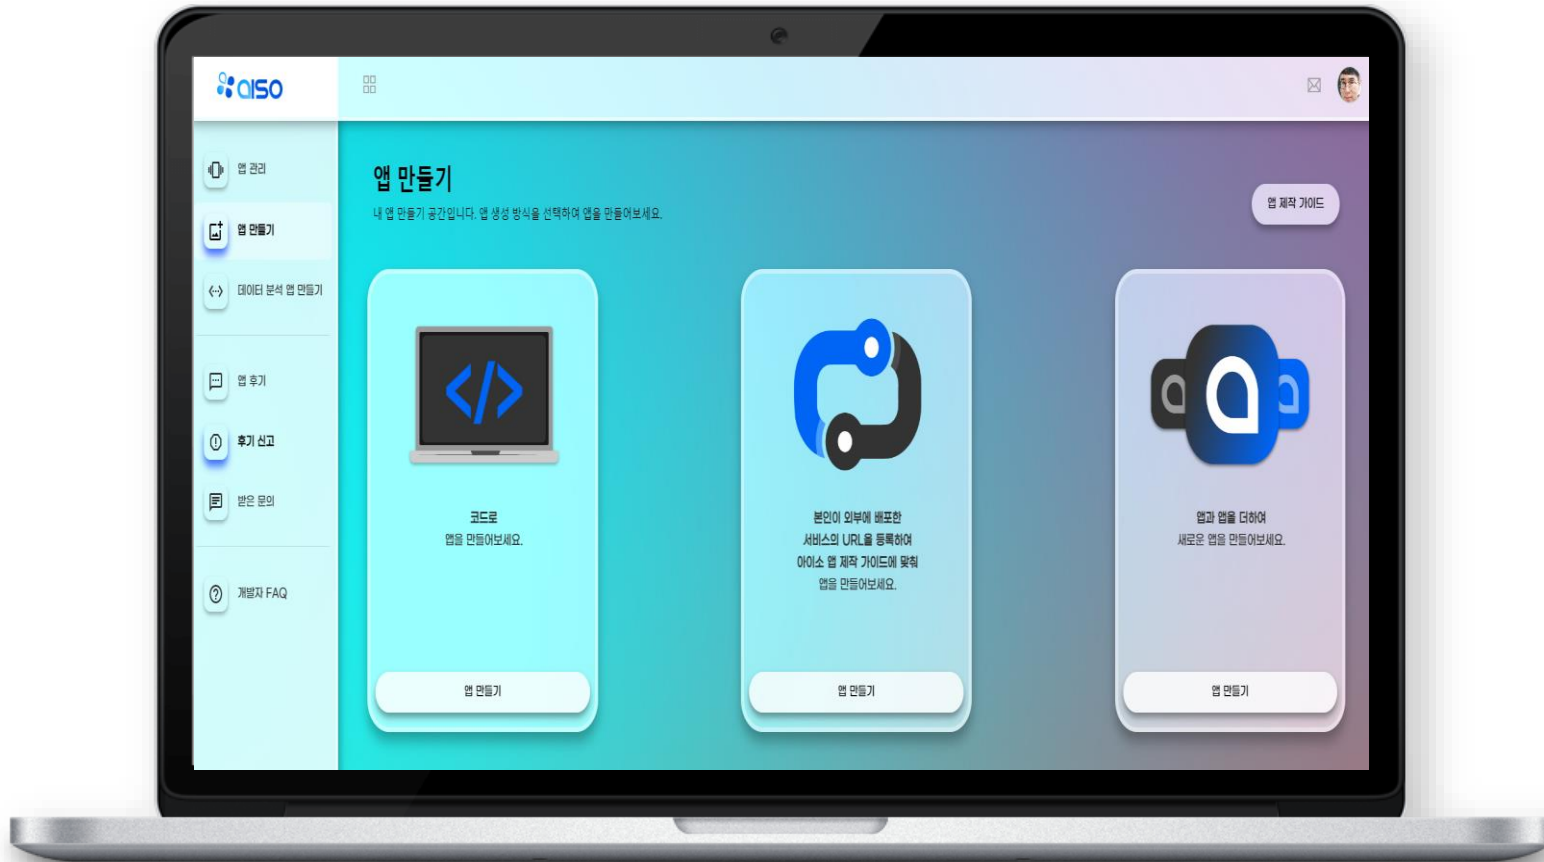 aiso
앱 관리
앱 만들기
데이터 분석 앱 만들기
앱 후기
후기 신고
받은 문의
개발자 FAQ
앱 만들기
내 앱 만들기 공간입니다. 앱 생성 방식을 선택하여 앱을 만들어보세요.
앱 제작 가이드
</>
코드로
앱을 만들어보세요.
앱 만들기
본인이 외부에 배포한
서비스의 URL을 등록하여
아이소 앱 제작 가이드에 맞춰
앱을 만들어보세요.
앱 만들기
앱과 앱을 더하여
새로운 앱을 만들어보세요.
앱 만들기